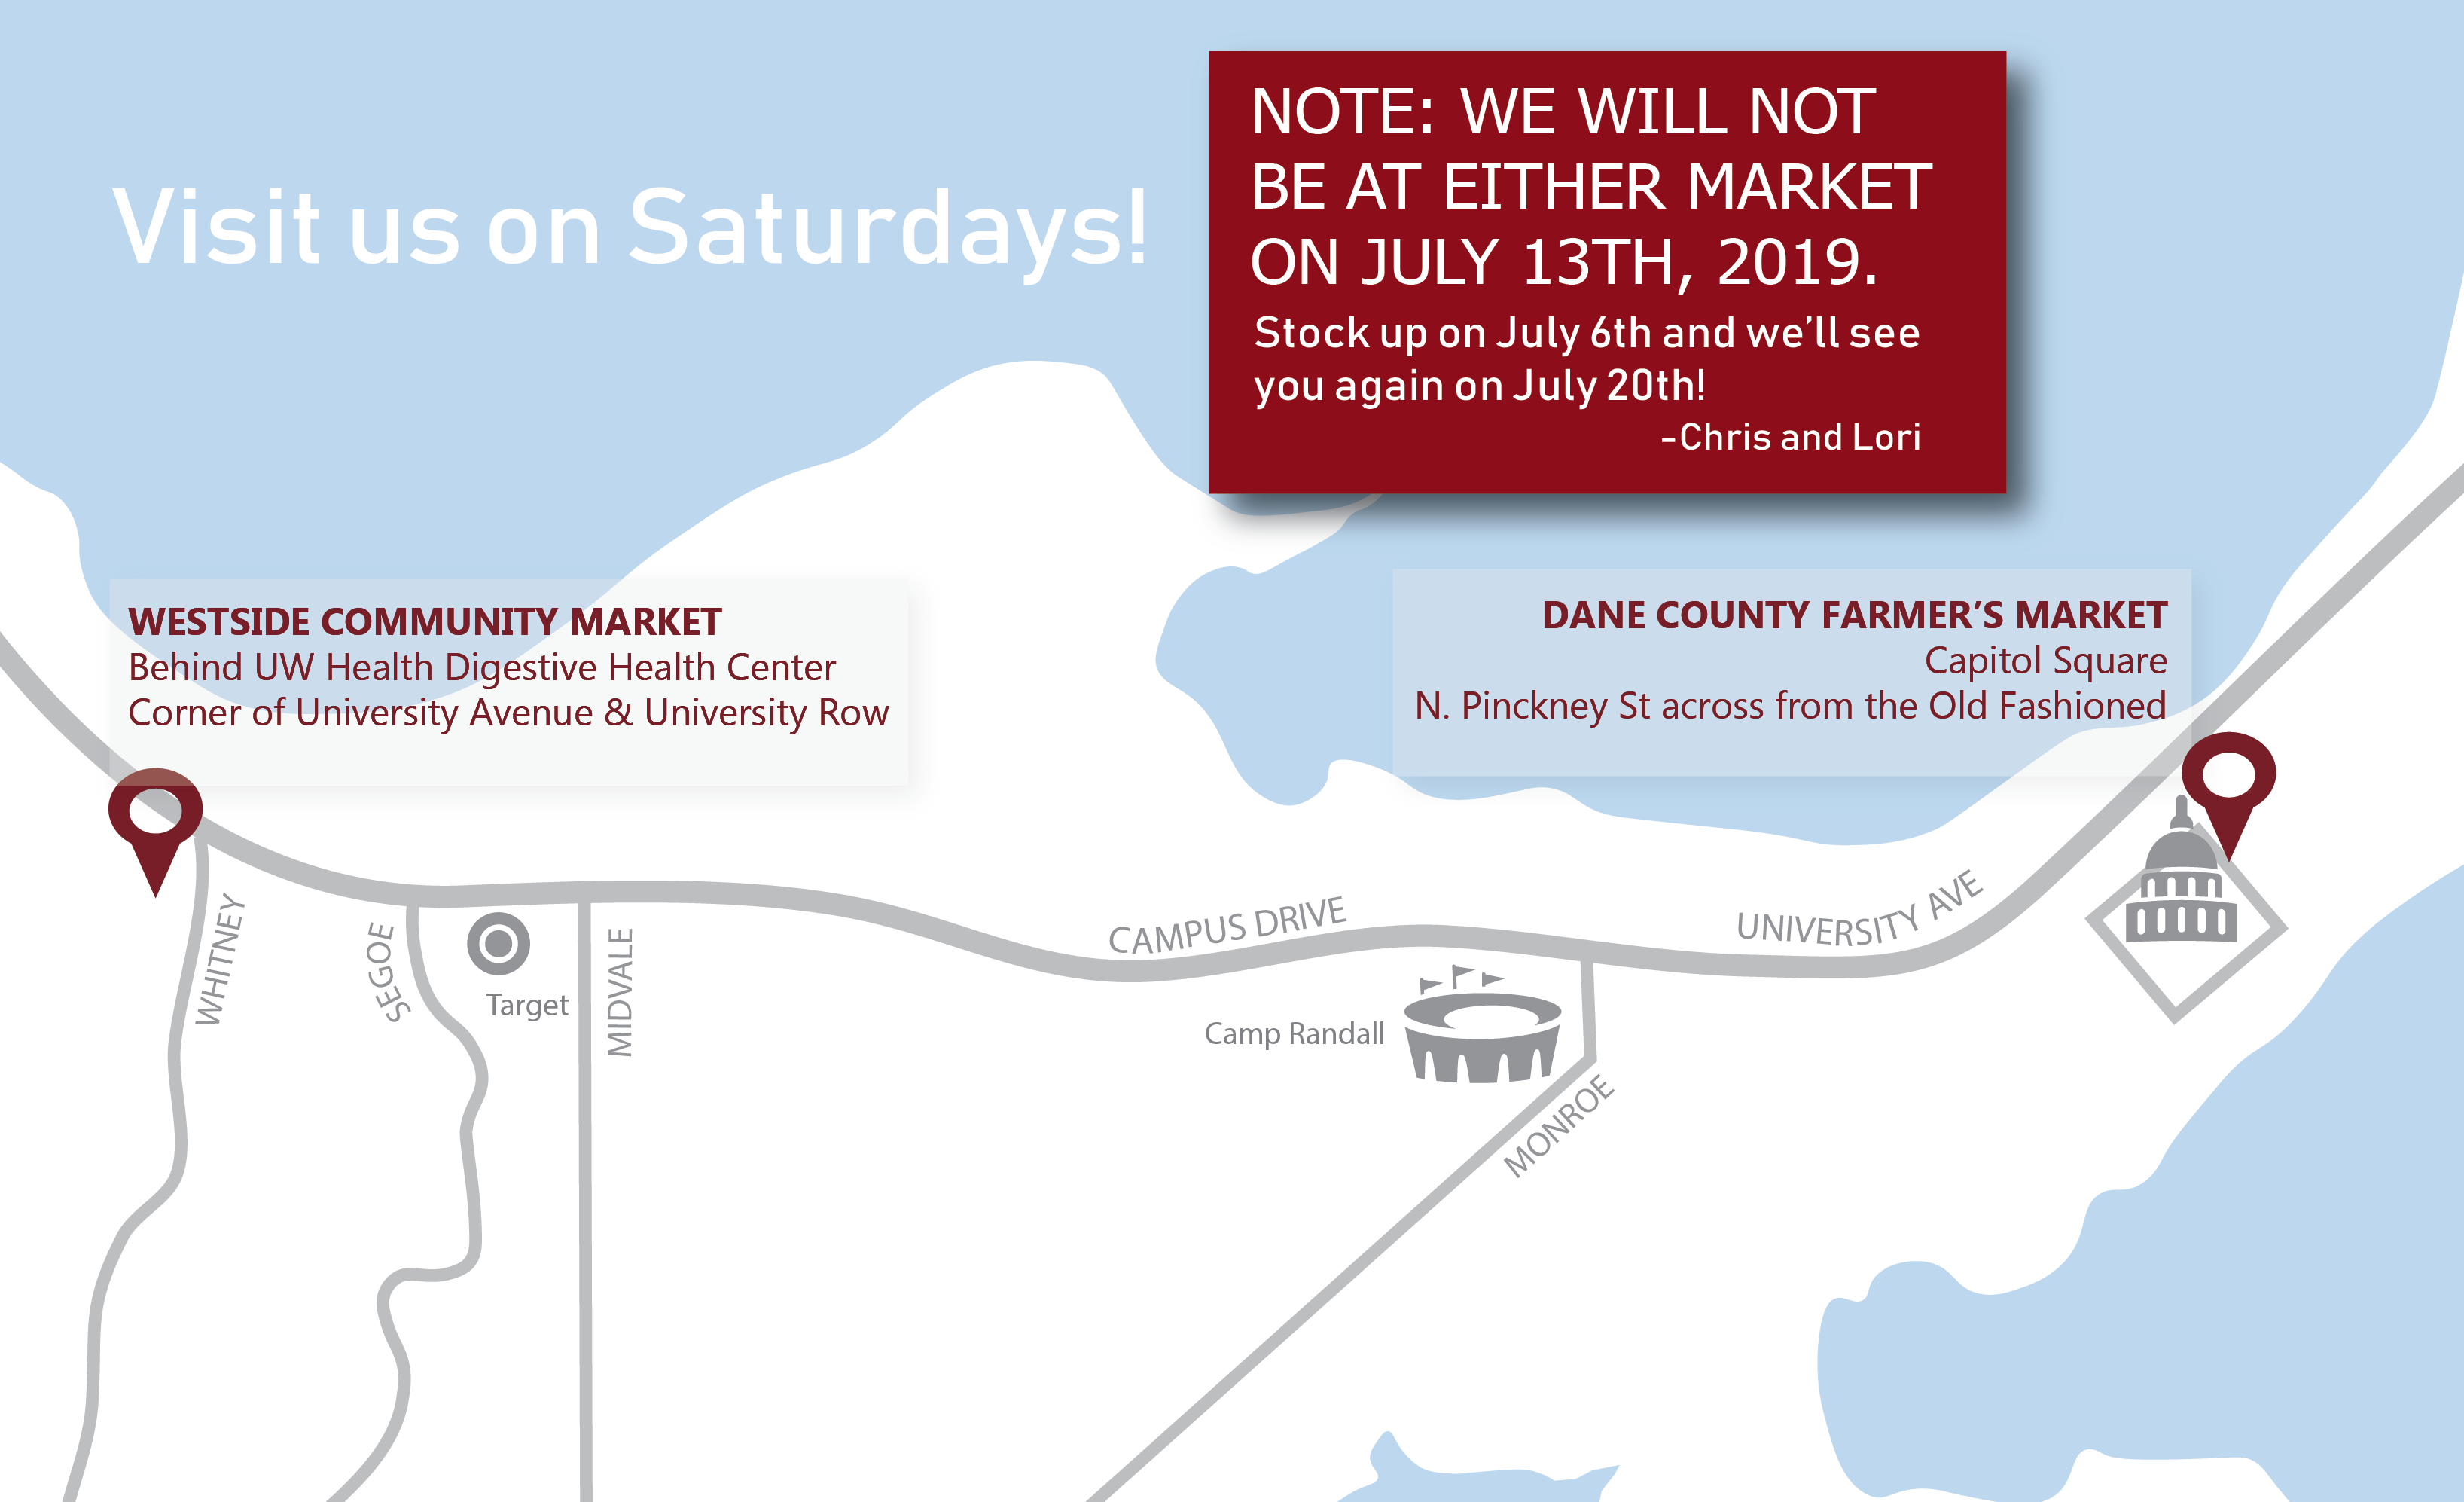 Visit us on Saturdays!
NOTE: WE WILL NOT
BE AT EITHER MARKET
ON JULY 13TH, 2019.
Stock up on July 6th and we’ll see
you again on July 20th!
-Chris and Lori
WESTSIDE COMMUNITY MARKET
Behind UW Health Digestive Health Center
Corner of University Avenue & University Row
DANE COUNTY FARMER’S MARKET
Capitol Square
N. Pinckney St across from the Old Fashioned
WHITNEY
SEGOE
Target
MIDVALE
CAMPUS DRIVE
UNIVERSITY AVE
Camp Randall
MONROE